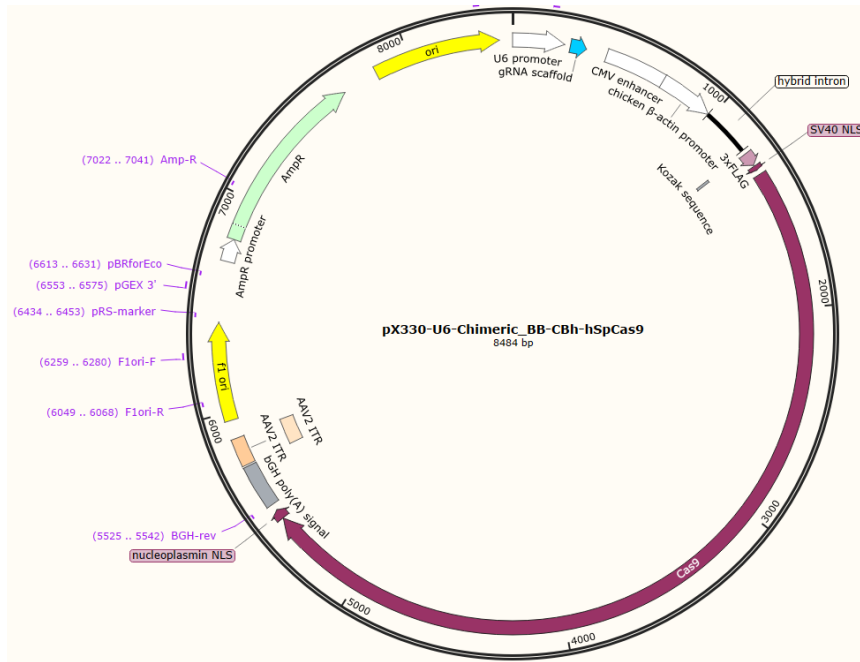 8000
ori
U6 promoter
gRNA scaffold
CMV enhancer
chicken β-actin promoter
1000
hybrid intron
SV40 NLS
3xFLAG
Kozak sequence
(7022 .. 7041) Amp-R
AmpR
7000
AmpR promoter
(6613 .. 6631) pBRforEco
(6553 .. 6575) pGEX 3'
(6434 .. 6453) pRS-marker
2000
pX330-U6-Chimeric_BB-CBh-hSpCas9
8484 bp
(6259 .. 6280) F1ori-F
f1 ori
(6049 .. 6068) F1ori-R
6000
AAV2 ITR
AAV2 ITR
bGH poly(A) signal
(5525 .. 5542) BGH-rev
nucleoplasmin NLS
3000
Cas9
5000
4000